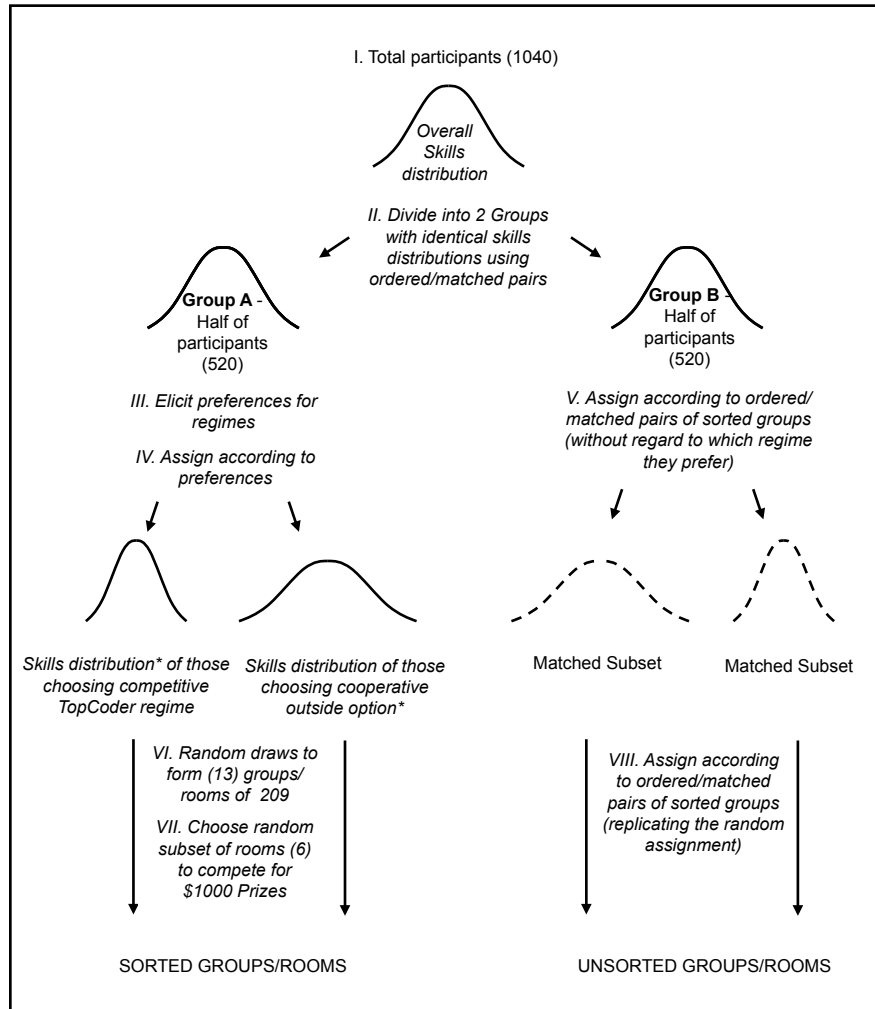 I. Total participants (1040)
Overall
Skills
distribution
II. Divide into 2 Groups
with identical skills
distributions using
ordered/matched pairs
Group A -
Half of
participants
(520)
Group B -
Half of
participants
(520)
III. Elicit preferences for
regimes
IV. Assign according to
preferences
V. Assign according to ordered/
matched pairs of sorted groups
(without regard to which regime
they prefer)
Skills distribution* of those
choosing competitive
TopCoder regime
Skills distribution of those
choosing cooperative
outside option*
Matched Subset
Matched Subset
VI. Random draws to
form (13) groups/
rooms of 209
VII. Choose random
subset of rooms (6)
to compete for
$1000 Prizes
VIII. Assign according
to ordered/matched
pairs of sorted groups
(replicating the random
assignment)
SORTED GROUPS/ROOMS
UNSORTED GROUPS/ROOMS